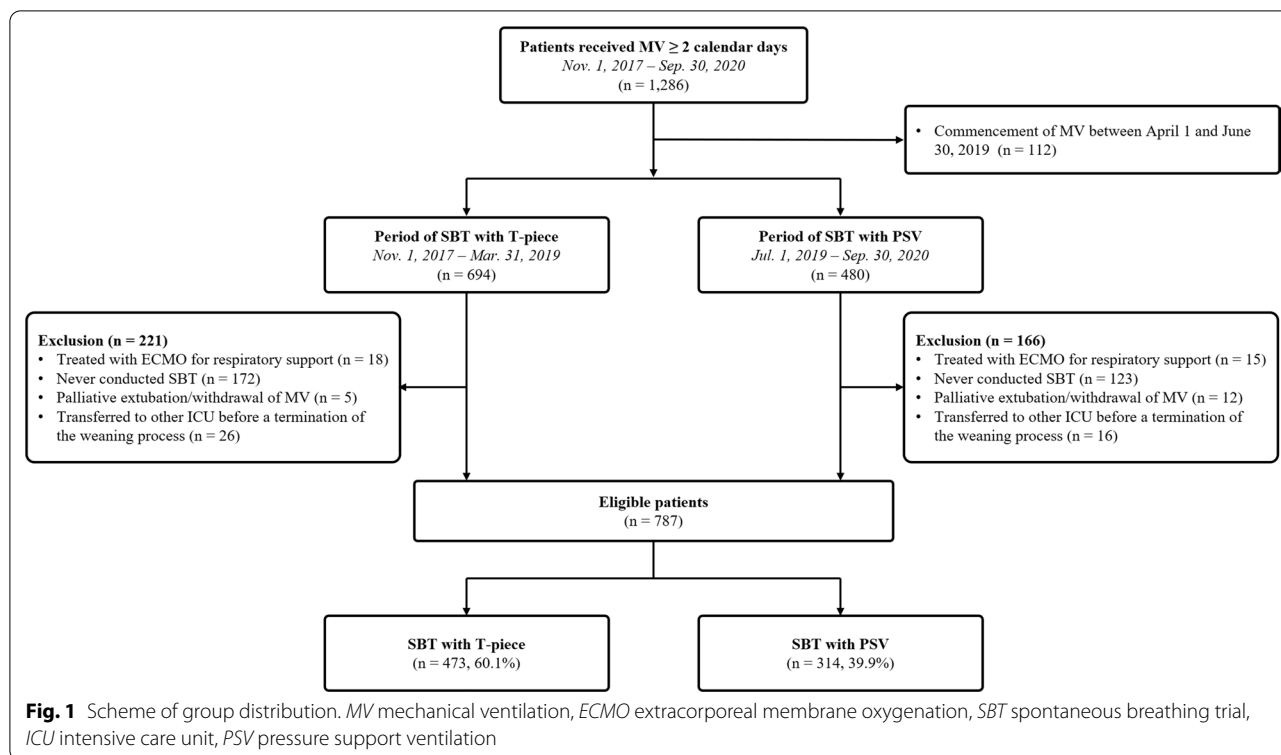 Patients received MV ≥ 2 calendar days
Nov. 1, 2017 – Sep. 30, 2020
(n = 1,286)
• Commencement of MV between April 1 and June
30, 2019 (n = 112)
Period of SBT with T-piece
Nov. 1, 2017 – Mar. 31, 2019
(n = 694)
Period of SBT with PSV
Jul. 1, 2019 – Sep. 30, 2020
(n = 480)
Exclusion (n = 221)
• Treated with ECMO for respiratory support (n = 18)
• Never conducted SBT (n = 172)
• Palliative extubation/withdrawal of MV (n = 5)
• Transferred to other ICU before a termination of
the weaning process (n = 26)
Exclusion (n = 166)
• Treated with ECMO for respiratory support (n = 15)
• Never conducted SBT (n = 123)
• Palliative extubation/withdrawal of MV (n = 12)
• Transferred to other ICU before a termination of
the weaning process (n = 16)
Eligible patients
(n = 787)
SBT with T-piece
(n = 473, 60.1%)
SBT with PSV
(n = 314, 39.9%)
Fig. 1 Scheme of group distribution. MV mechanical ventilation, ECMO extracorporeal membrane oxygenation, SBT spontaneous breathing trial,
ICU intensive care unit, PSV pressure support ventilation